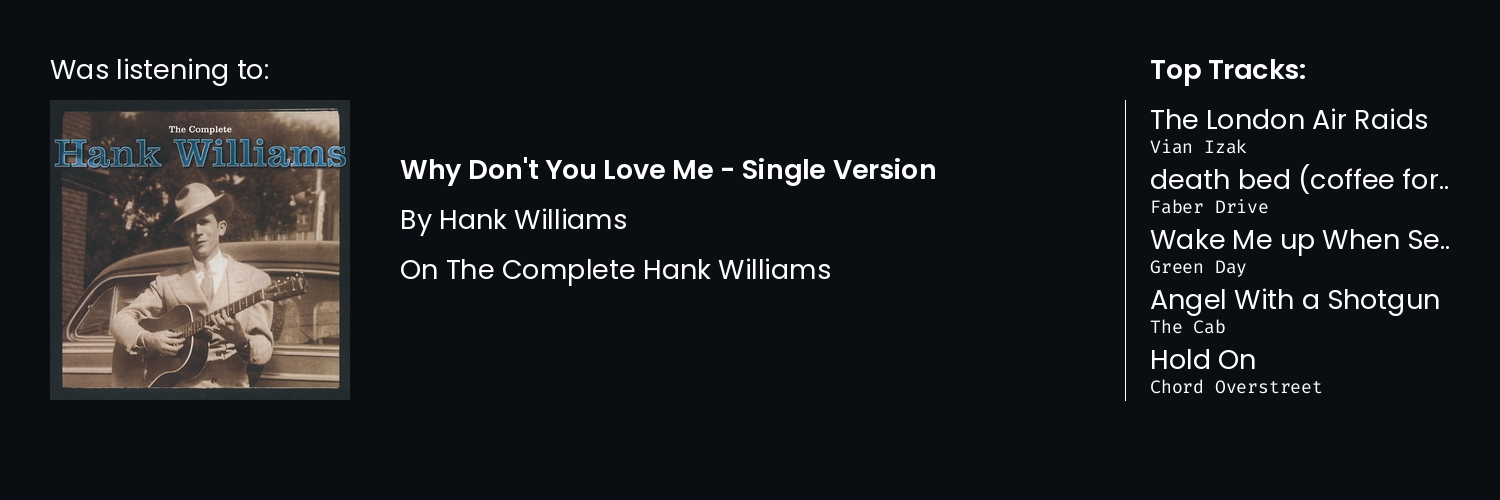 Was listening to:
The Complete
Hank Williams
Why Don't You Love Me - Single Version
By Hank Williams
On The Complete Hank Williams
Top Tracks:
The London Air Raids
Vian Izak
death bed (coffee for..
Faber Drive
Wake Me up When Se..
Green Day
Angel With a Shotgun
The Cab
Hold On
Chord Overstreet